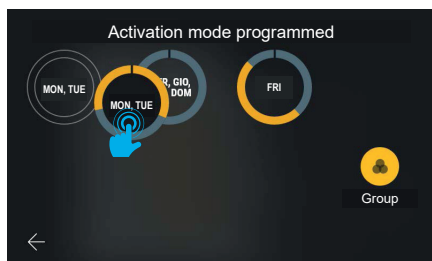 Activation mode programmed
MON, TUE
MON, TUE
GIO,
DOM
FRI
Group